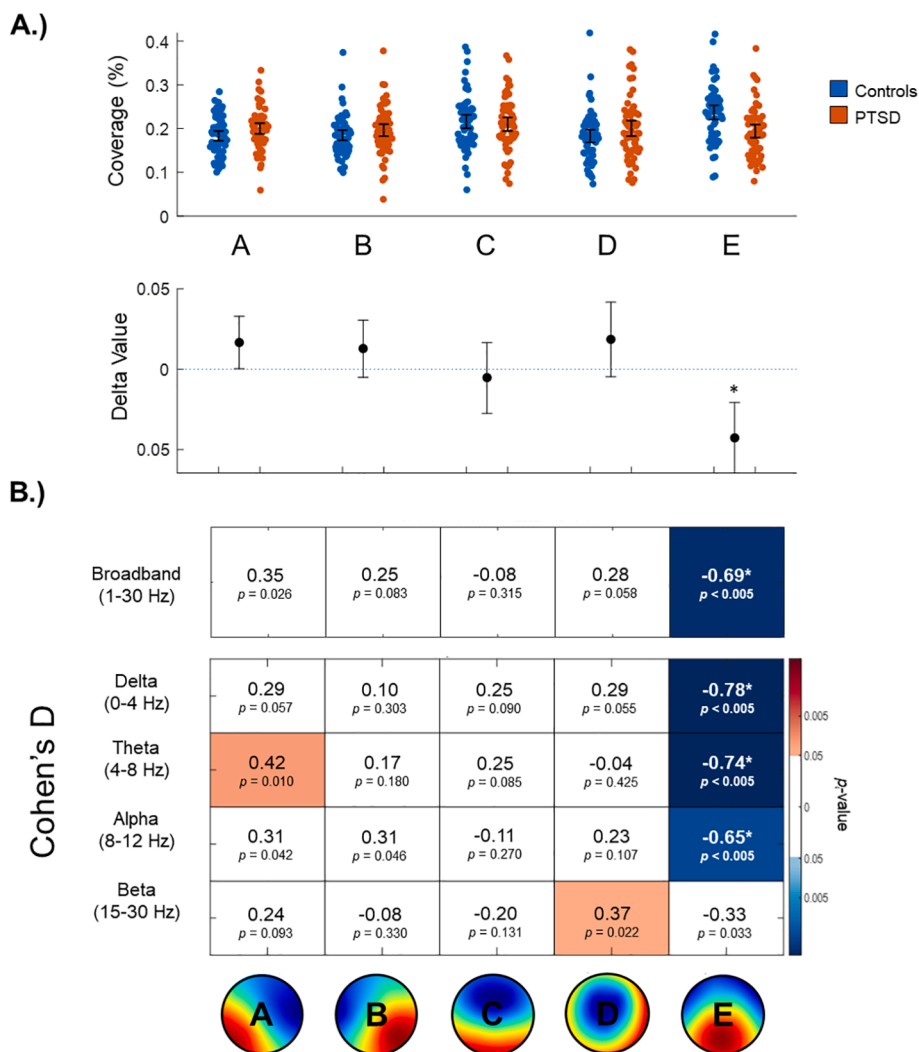 A.)
Coverage (%)
0.4
0.3
0.2
0.1
0
Controls
PTSD
A B C D E
Delta Value
0.05
0
0.05
*
B.)
Cohen's D
Broadband
(1-30 Hz)
0.35 0.25 -0.08 0.28 -0.69*
p = 0.026 p = 0.083 p = 0.315 p = 0.058 p < 0.005
Delta
(0-4 Hz)
0.29 0.10 0.25 0.29 -0.78*
p = 0.057 p = 0.303 p = 0.090 p = 0.055 p < 0.005
Theta
(4-8 Hz)
0.42 0.17 0.25 -0.04 -0.74*
p = 0.010 p = 0.180 p = 0.085 p = 0.425 p < 0.005
Alpha
(8-12 Hz)
0.31 0.31 -0.11 0.23 -0.65*
p = 0.042 p = 0.046 p = 0.270 p = 0.107 p < 0.005
Beta
(15-30 Hz)
0.24 -0.08 -0.20 0.37 -0.33
p = 0.093 p = 0.330 p = 0.131 p = 0.022 p = 0.033
0.005
0.05
0
0.05
0.005
p-value
A B C D E